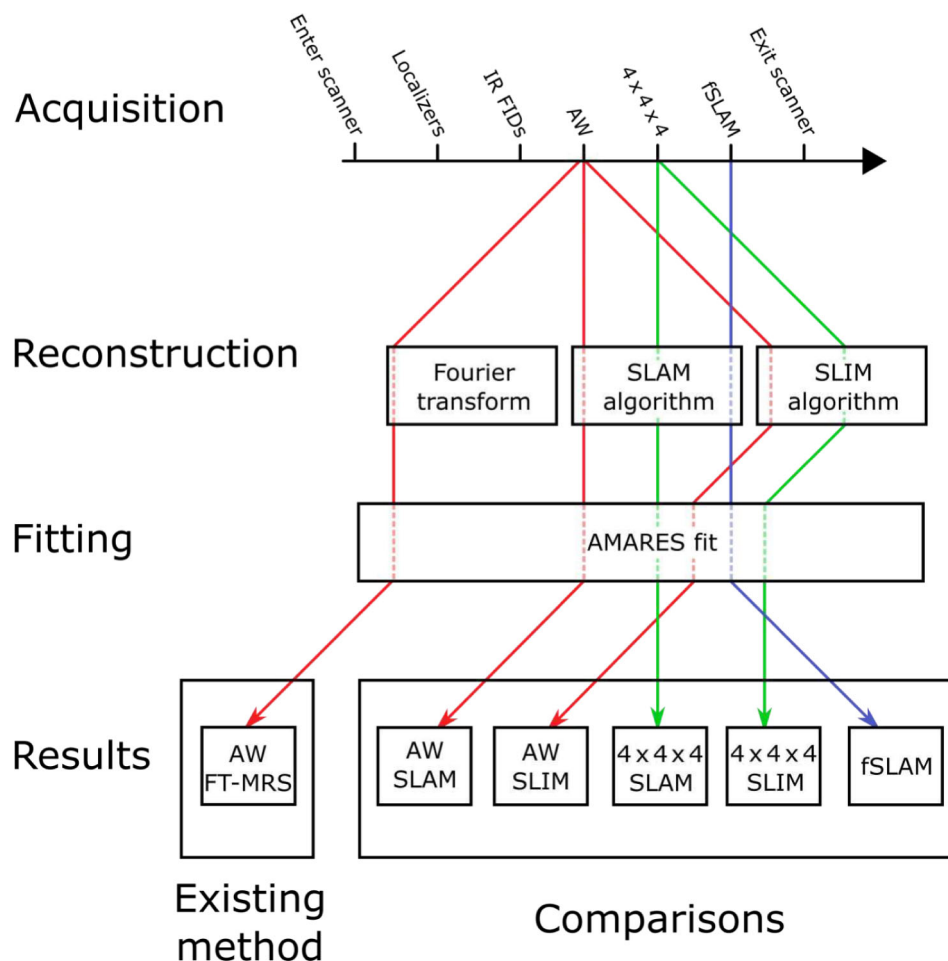 Acquisition
Enter scanner
Localizers
IR FIDs
AW
4 x 4 x 4
fSLAM
Exit scanner
Reconstruction
Fourier
transform
SLAM
algorithm
SLIM
algorithm
Fitting
AMARES fit
Results
AW
FT-MRS
AW
SLAM
AW
SLIM
4 x 4 x 4
SLAM
4 x 4 x 4
SLIM
fSLAM
Existing
method
Comparisons